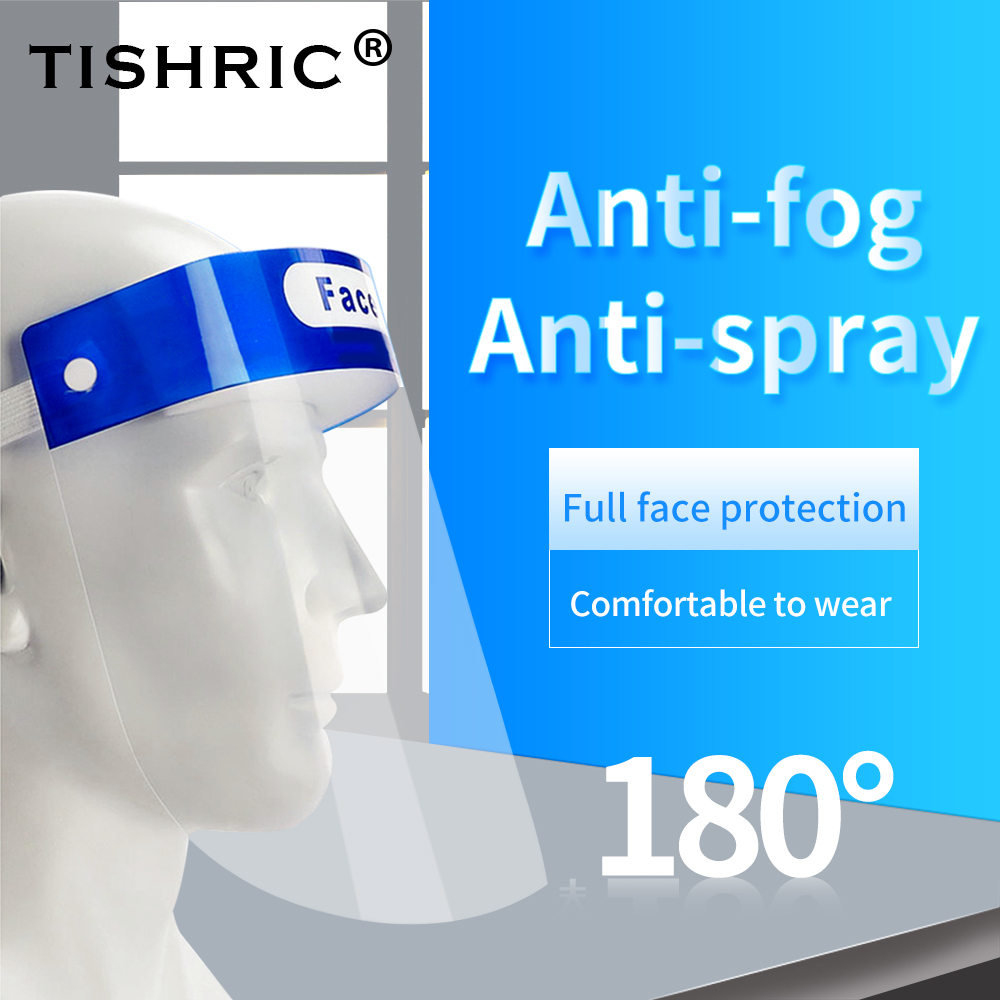 TISHRIC®
Face
Anti-fog
Anti-spray
Full face protection
Comfortable to wear
180°